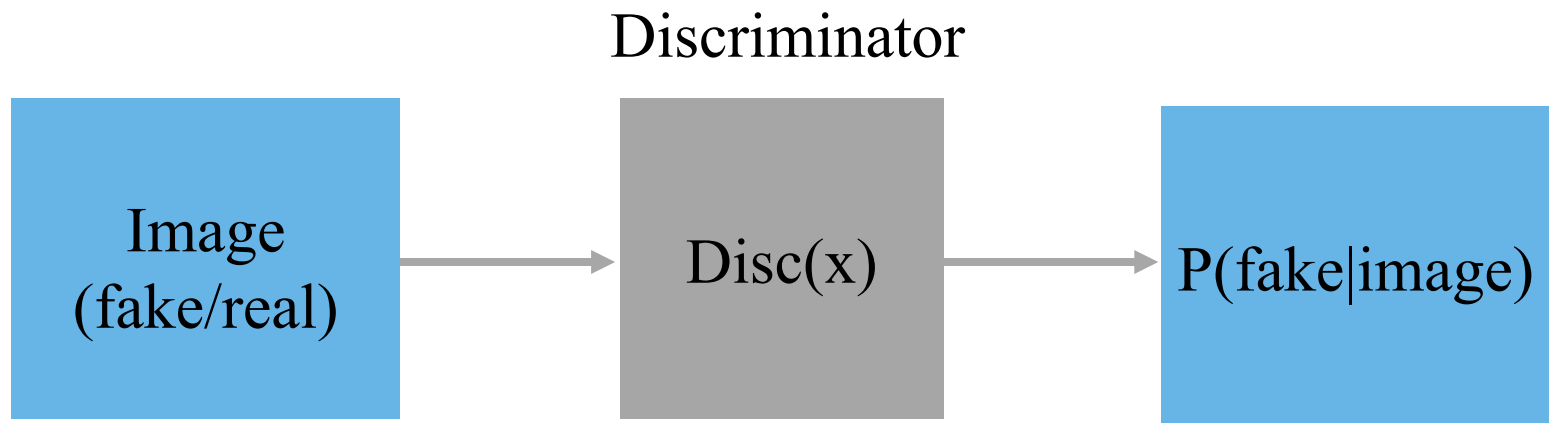 Discriminator
Image
(fake/real)
Disc(x)
P(fake|image)